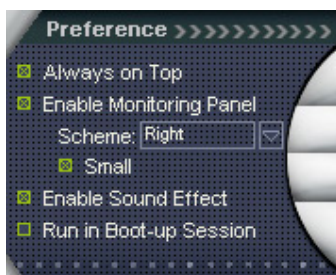 Preference
Always on Top
Enable Monitoring Panel
Scheme: Right
Small
Enable Sound Effect
Run in Boot-up Session